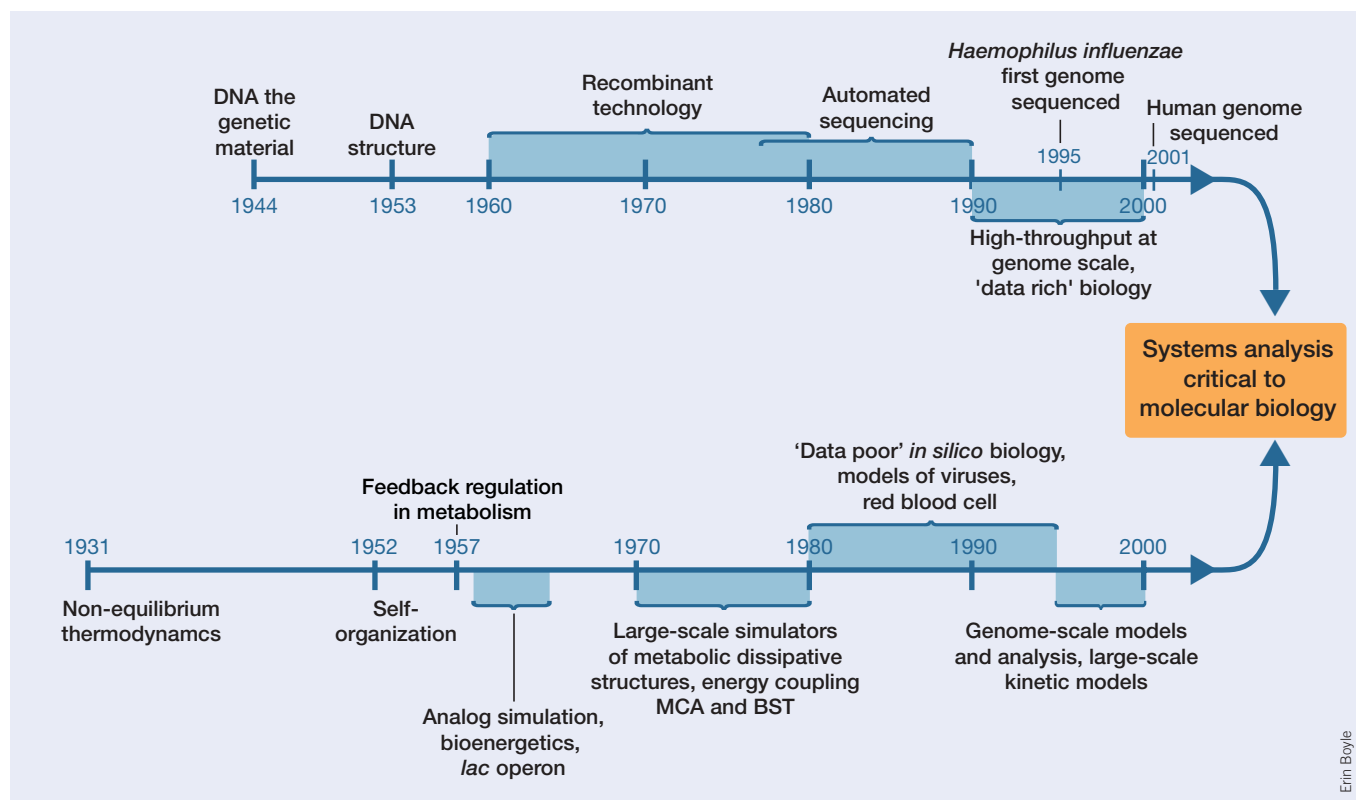 DNA the
genetic
material
DNA
structure
Recombinant
technology
Automated
sequencing
Haemophilus influenzae
first genome
sequenced
Human genome
sequenced
1995
2001
1944
1953
1960
1970
1980
1990
2000
High-throughput at
genome scale,
'data rich' biology
Systems analysis
critical to
molecular biology
‘Data poor’ in silico biology,
models of viruses,
red blood cell
Feedback regulation
in metabolism
1931
1952
1957
1970
1980
1990
2000
Non-equilibrium
thermodynamcs
Self-
organization
Analog simulation,
bioenergetics,
lac operon
Large-scale simulators
of metabolic dissipative
structures, energy coupling
MCA and BST
Genome-scale models
and analysis, large-scale
kinetic models
Erin Boyle